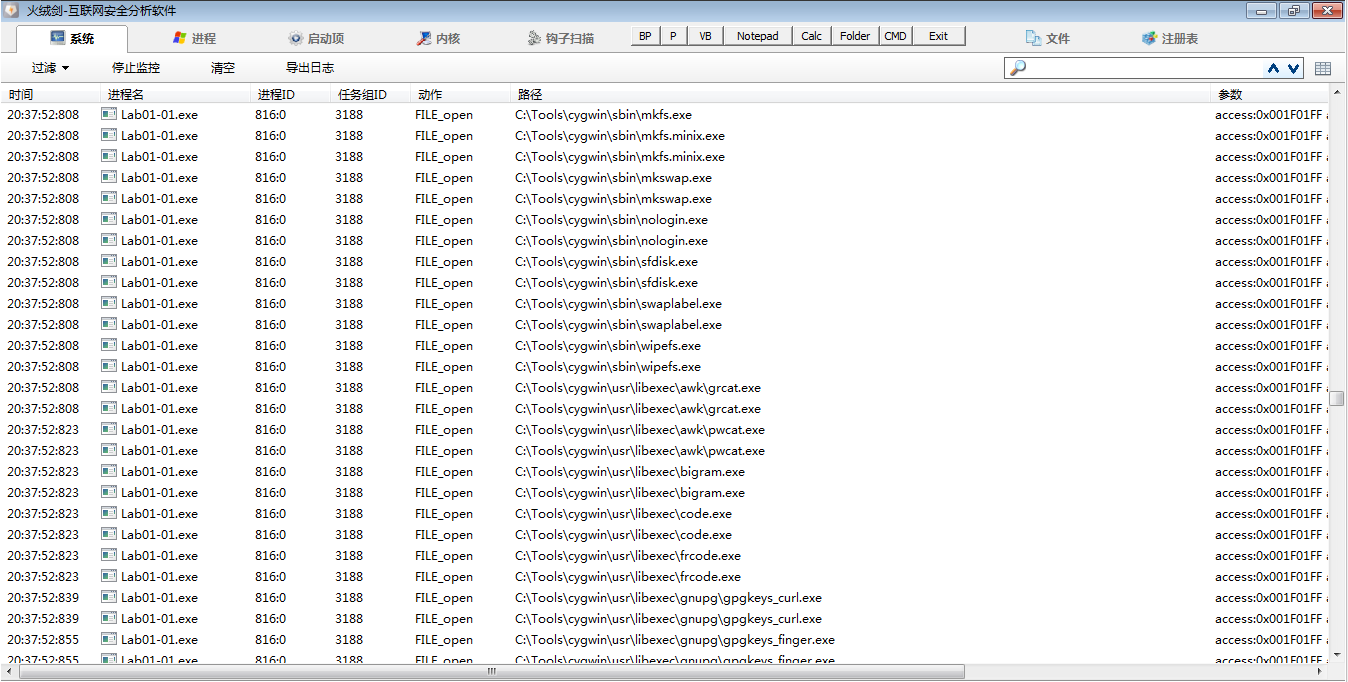 火绒剑-互联网安全分析软件
系统 进程 启动项 内核 钩子扫描 BP P VB Notepad Calc Folder CMD Exit 文件 注册表
过滤 停止监控 清空 导出日志
时间 进程名 进程ID 任务组ID 动作 路径 参数
20:37:52:808 Lab01-01.exe 816:0 3188 FILE_open C:\Tools\cygwin\sbin\mkfs.exe access:0x001F01FF
20:37:52:808 Lab01-01.exe 816:0 3188 FILE_open C:\Tools\cygwin\sbin\mkfs.minix.exe access:0x001F01FF
20:37:52:808 Lab01-01.exe 816:0 3188 FILE_open C:\Tools\cygwin\sbin\mkfs.minix.exe access:0x001F01FF
20:37:52:808 Lab01-01.exe 816:0 3188 FILE_open C:\Tools\cygwin\sbin\mkswap.exe access:0x001F01FF
20:37:52:808 Lab01-01.exe 816:0 3188 FILE_open C:\Tools\cygwin\sbin\mkswap.exe access:0x001F01FF
20:37:52:808 Lab01-01.exe 816:0 3188 FILE_open C:\Tools\cygwin\sbin\nologin.exe access:0x001F01FF
20:37:52:808 Lab01-01.exe 816:0 3188 FILE_open C:\Tools\cygwin\sbin\nologin.exe access:0x001F01FF
20:37:52:808 Lab01-01.exe 816:0 3188 FILE_open C:\Tools\cygwin\sbin\sfdisk.exe access:0x001F01FF
20:37:52:808 Lab01-01.exe 816:0 3188 FILE_open C:\Tools\cygwin\sbin\sfdisk.exe access:0x001F01FF
20:37:52:808 Lab01-01.exe 816:0 3188 FILE_open C:\Tools\cygwin\sbin\swaplabel.exe access:0x001F01FF
20:37:52:808 Lab01-01.exe 816:0 3188 FILE_open C:\Tools\cygwin\sbin\swaplabel.exe access:0x001F01FF
20:37:52:808 Lab01-01.exe 816:0 3188 FILE_open C:\Tools\cygwin\sbin\wipefs.exe access:0x001F01FF
20:37:52:808 Lab01-01.exe 816:0 3188 FILE_open C:\Tools\cygwin\sbin\wipefs.exe access:0x001F01FF
20:37:52:808 Lab01-01.exe 816:0 3188 FILE_open C:\Tools\cygwin\usr\libexec\awk\grcat.exe access:0x001F01FF
20:37:52:808 Lab01-01.exe 816:0 3188 FILE_open C:\Tools\cygwin\usr\libexec\awk\grcat.exe access:0x001F01FF
20:37:52:823 Lab01-01.exe 816:0 3188 FILE_open C:\Tools\cygwin\usr\libexec\awk\pwcat.exe access:0x001F01FF
20:37:52:823 Lab01-01.exe 816:0 3188 FILE_open C:\Tools\cygwin\usr\libexec\awk\pwcat.exe access:0x001F01FF
20:37:52:823 Lab01-01.exe 816:0 3188 FILE_open C:\Tools\cygwin\usr\libexec\bigram.exe access:0x001F01FF
20:37:52:823 Lab01-01.exe 816:0 3188 FILE_open C:\Tools\cygwin\usr\libexec\bigram.exe access:0x001F01FF
20:37:52:823 Lab01-01.exe 816:0 3188 FILE_open C:\Tools\cygwin\usr\libexec\code.exe access:0x001F01FF
20:37:52:823 Lab01-01.exe 816:0 3188 FILE_open C:\Tools\cygwin\usr\libexec\code.exe access:0x001F01FF
20:37:52:823 Lab01-01.exe 816:0 3188 FILE_open C:\Tools\cygwin\usr\libexec\frcode.exe access:0x001F01FF
20:37:52:823 Lab01-01.exe 816:0 3188 FILE_open C:\Tools\cygwin\usr\libexec\frcode.exe access:0x001F01FF
20:37:52:839 Lab01-01.exe 816:0 3188 FILE_open C:\Tools\cygwin\usr\libexec\gnupg\gpgkeys_curl.exe access:0x001F01FF
20:37:52:839 Lab01-01.exe 816:0 3188 FILE_open C:\Tools\cygwin\usr\libexec\gnupg\gpgkeys_curl.exe access:0x001F01FF
20:37:52:855 Lab01-01.exe 816:0 3188 FILE_open C:\Tools\cygwin\usr\libexec\gnupg\gpgkeys_finger.exe access:0x001F01FF
20:37:52:855 Lab01-01.exe 816:0 3188 FILE_open C:\Tools\cygwin\usr\libexec\gnupg\gpgkeys_finger.exe access:0x001F01FF